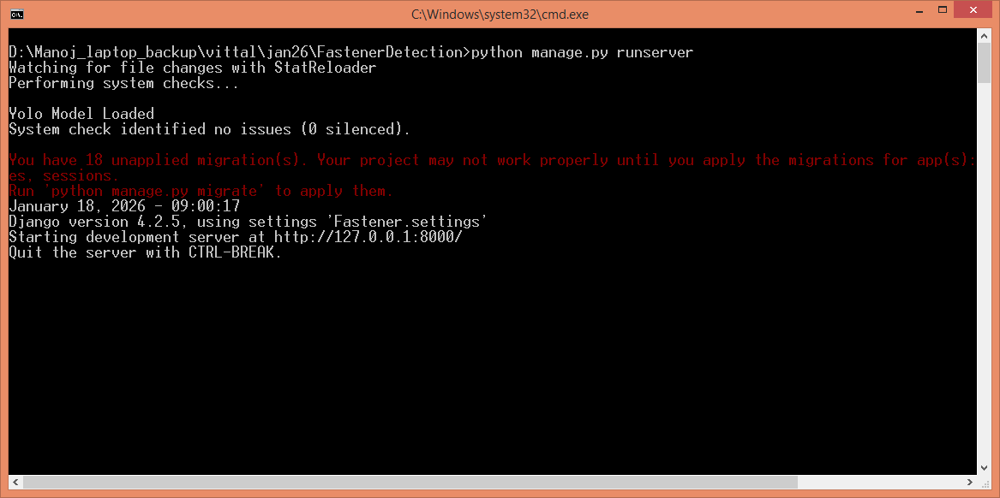 C:\Windows\system32\cmd.exe
D:\Manoj_laptop_backup\vittal\jan26\FastenerDetection>python manage.py runserver
Watching for file changes with StatReloader
Performing system checks...
Yolo Model Loaded
System check identified no issues (0 silenced).
You have 18 unapplied migration(s). Your project may not work properly until you apply the migrations for app(s):
es, sessions.
Run 'python manage.py migrate' to apply them.
January 18, 2026 - 09:00:17
Django version 4.2.5, using settings 'Fastener.settings'
Starting development server at http://127.0.0.1:8000/
Quit the server with CTRL-BREAK.